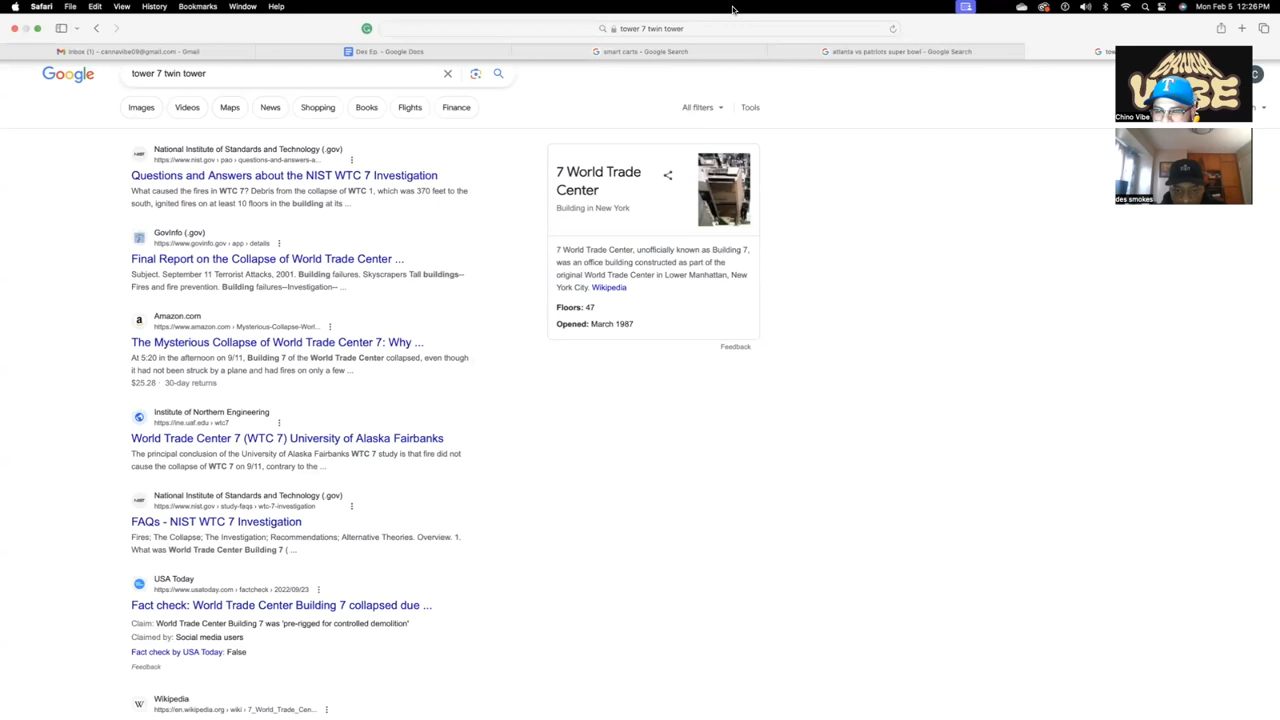 Safari File Edit View History Bookmarks Window Help
Mon Feb 5 12:26PM
tower 7 twin tower
Inbox (1) - cannavibe09@gmail.com - Gmail
Des Ep. - Google Docs
smart carts - Google Search
atlanta vs patriots super bowl - Google Search
Google
tower 7 twin tower
Images Videos Maps News Shopping Books Flights Finance
All filters Tools
CANNA
VIBE
Chino Vibe
des smokes
C
National Institute of Standards and Technology (.gov)
https://www.nist.gov › pao › questions-and-answers-a...
Questions and Answers about the NIST WTC 7 Investigation
What caused the fires in WTC 7? Debris from the collapse of WTC 1, which was 370 feet to the
south, ignited fires on at least 10 floors in the building at its ...
GovInfo (.gov)
https://www.govinfo.gov › app › details
Final Report on the Collapse of World Trade Center ...
Subject. September 11 Terrorist Attacks, 2001. Building failures. Skyscrapers Tall buildings--
Fires and fire prevention. Building failures--Investigation-- ...
a
Amazon.com
https://www.amazon.com › Mysterious-Collapse-Worl...
The Mysterious Collapse of World Trade Center 7: Why ...
At 5:20 in the afternoon on 9/11, Building 7 of the World Trade Center collapsed, even though
it had not been struck by a plane and had fires on only a few ...
$25.28 · 30-day returns
Institute of Northern Engineering
https://ine.uaf.edu › wtc7
World Trade Center 7 (WTC 7) University of Alaska Fairbanks
The principal conclusion of the University of Alaska Fairbanks WTC 7 study is that fire did not
cause the collapse of WTC 7 on 9/11, contrary to the ...
National Institute of Standards and Technology (.gov)
https://www.nist.gov › study-faqs › wtc-7-investigation
FAQs - NIST WTC 7 Investigation
Fires; The Collapse; The Investigation; Recommendations; Alternative Theories. Overview. 1.
What was World Trade Center Building 7 ( ...
USA Today
https://www.usatoday.com › factcheck › 2022/09/23
Fact check: World Trade Center Building 7 collapsed due ...
Claim: World Trade Center Building 7 was 'pre-rigged for controlled demolition'
Claimed by: Social media users
Fact check by USA Today: False
Feedback
W
Wikipedia
https://en.wikipedia.org › wiki › 7_World_Trade_Cen...
7 World Trade
Center
Building in New York
7 World Trade Center, unofficially known as Building 7,
was an office building constructed as part of the
original World Trade Center in Lower Manhattan, New
York City. Wikipedia
Floors: 47
Opened: March 1987
Feedback